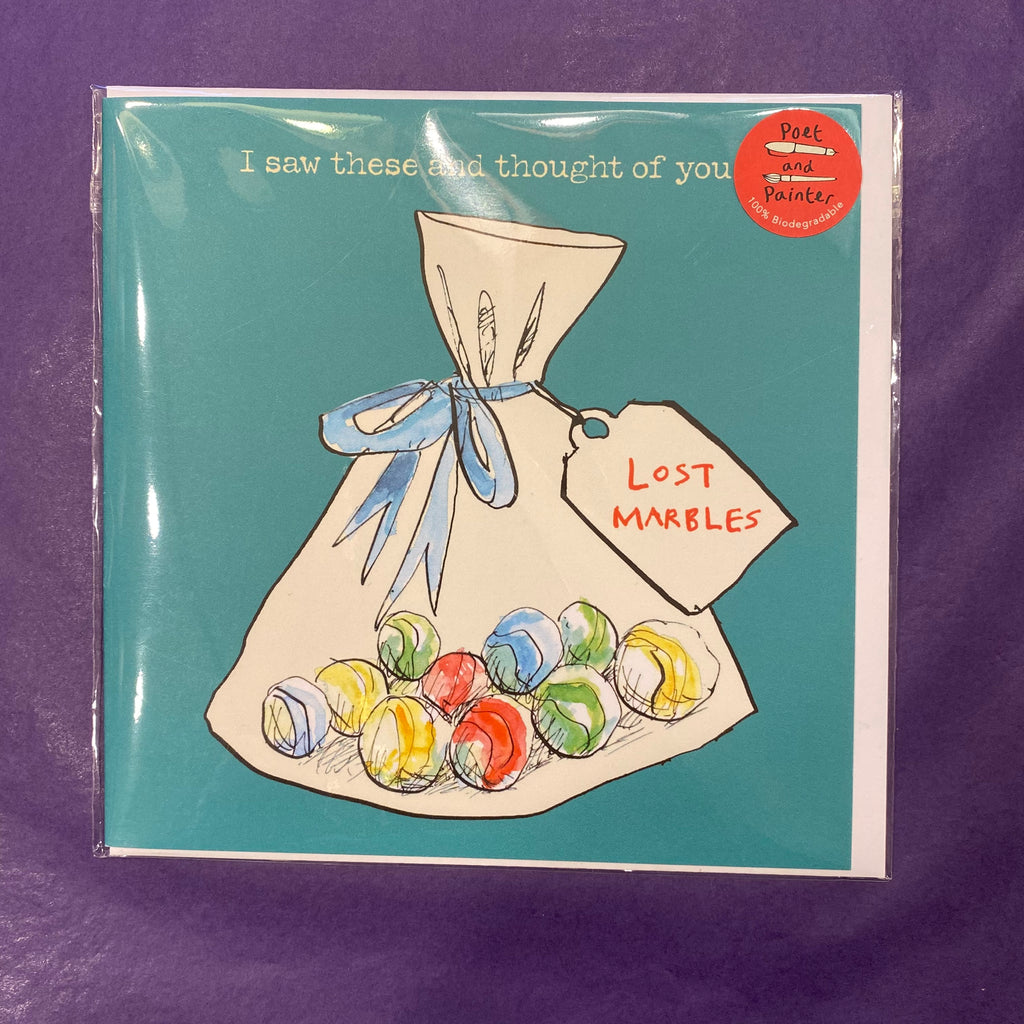 I saw these and thought of you
Poet
and
Painter
100% Biodegradable
LOST
MARBLES